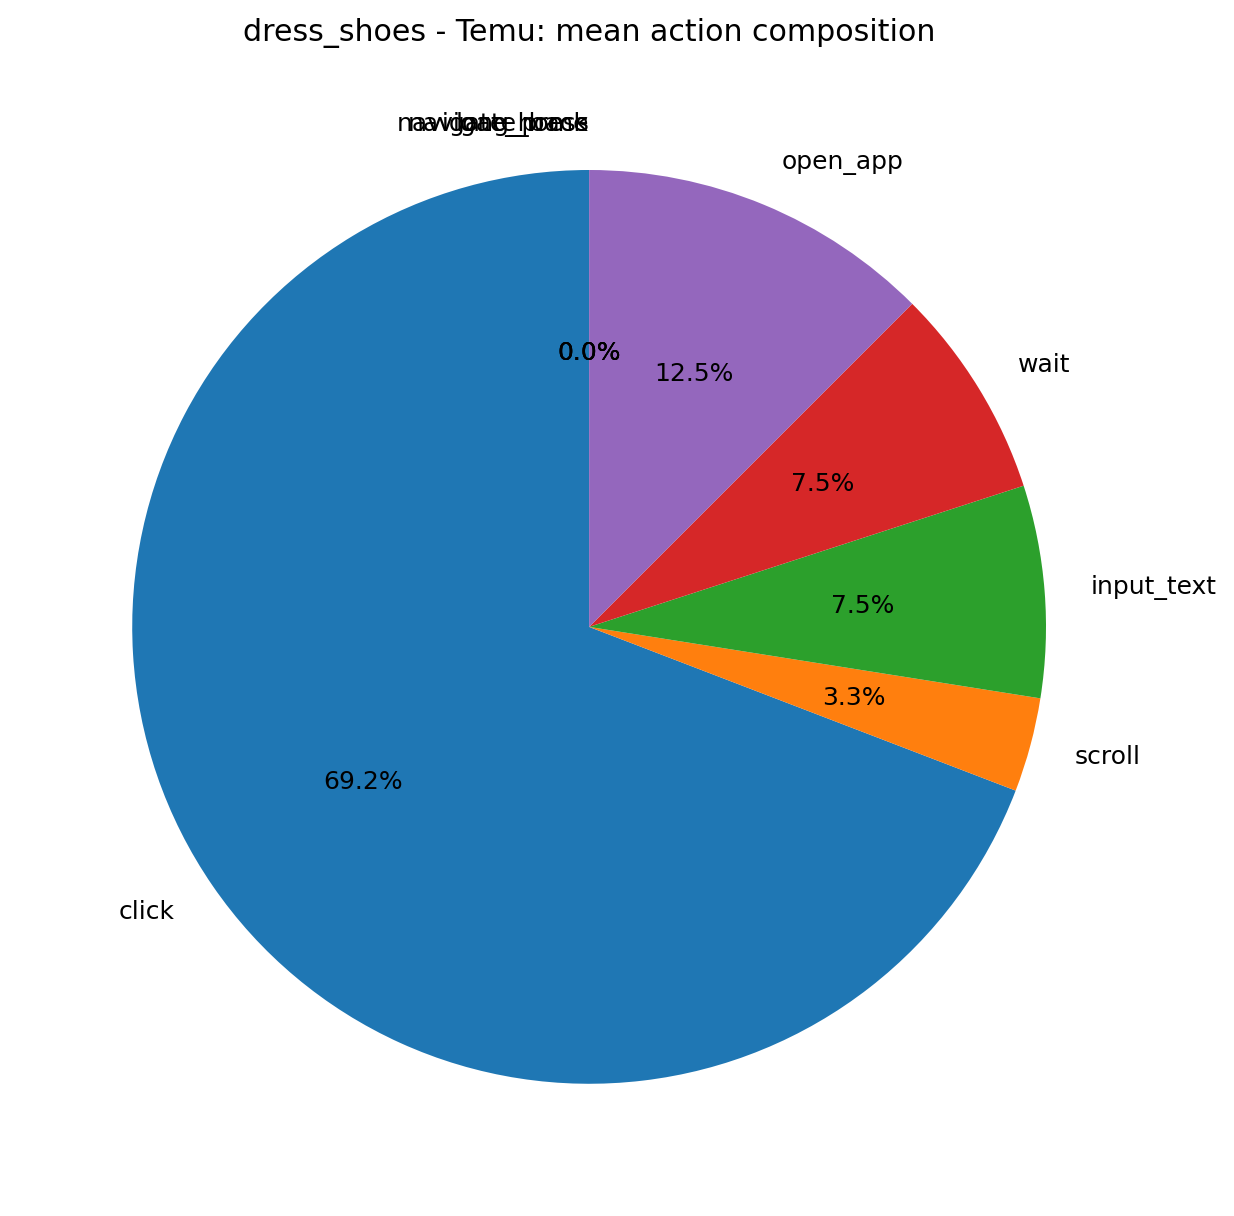 dress_shoes - Temu: mean action composition
open_app
wait
0.0%
12.5%
7.5%
input_text
7.5%
3.3%
scroll
69.2%
click